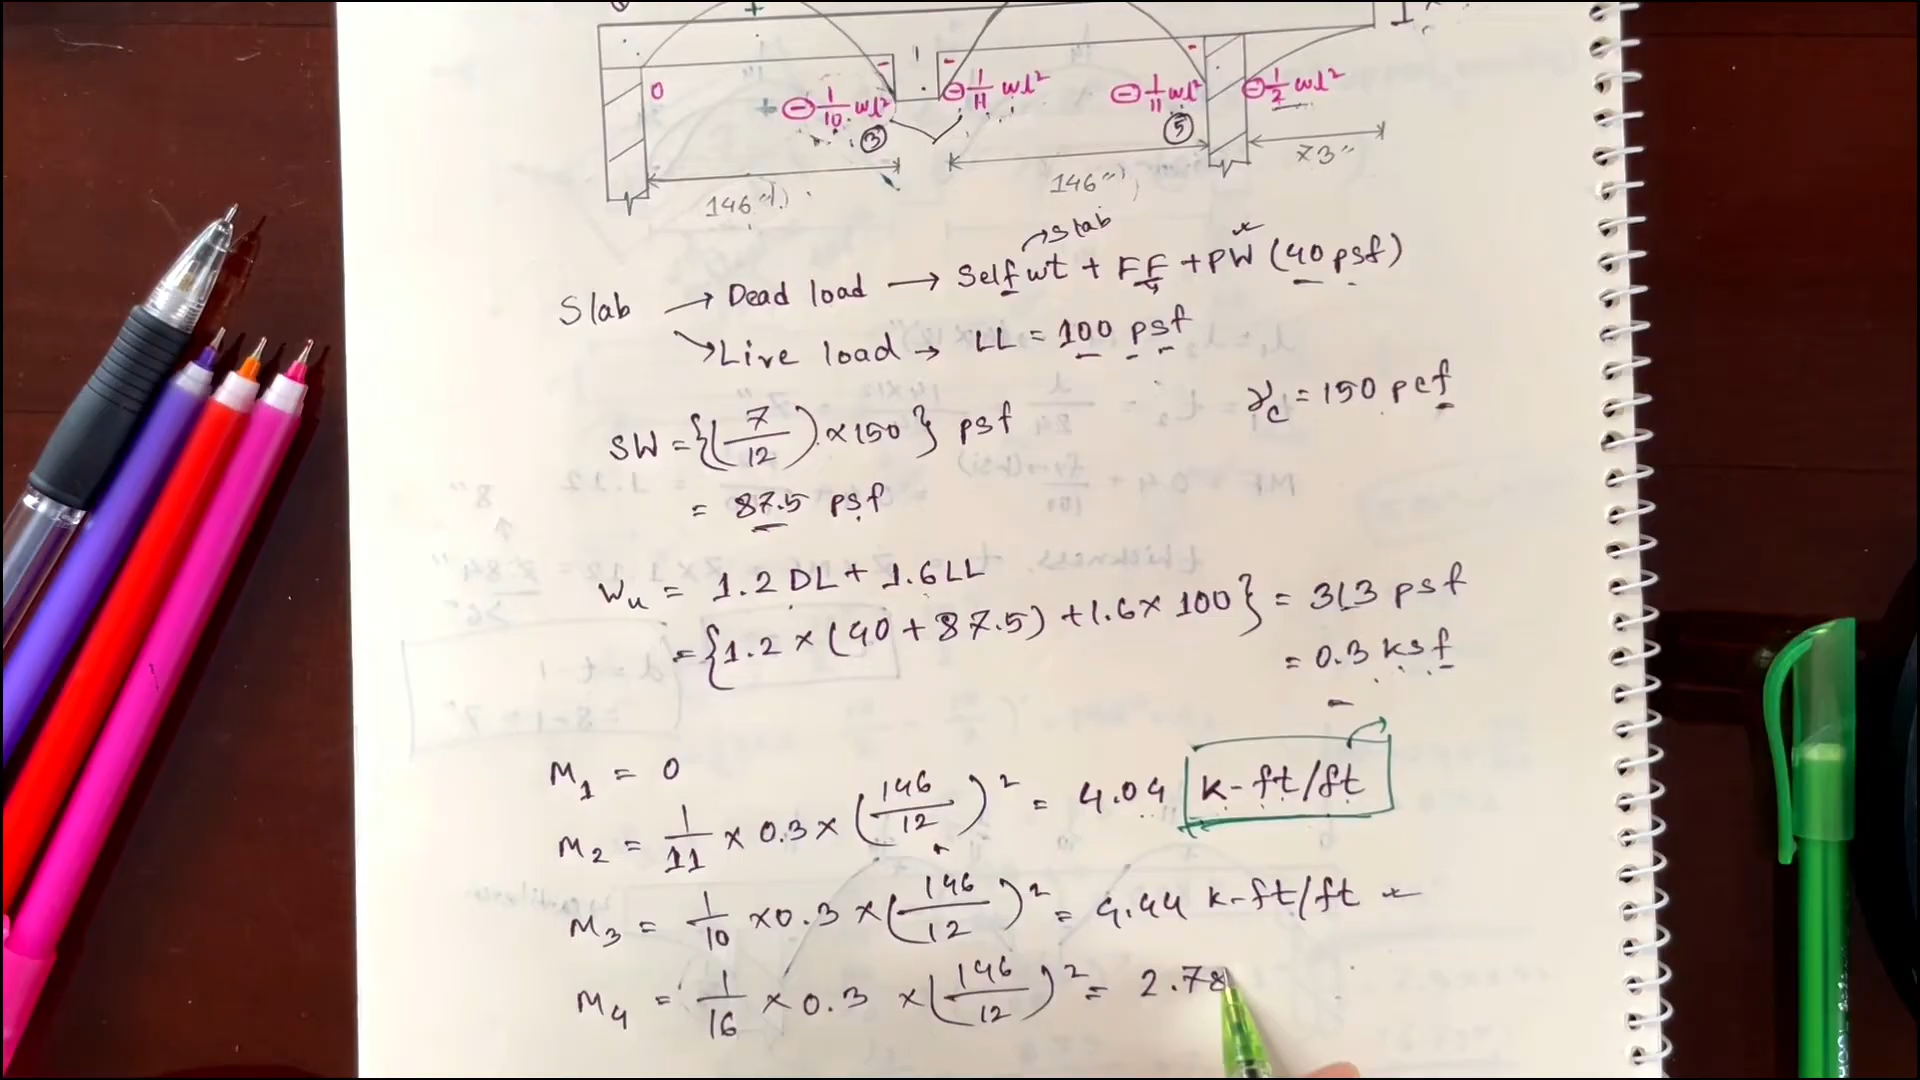 0 ⊖ 1/10 wl² ③ ⊖ 1/11 wl² ⊖ 1/11 wl² ⑤ ⊖ 1/2 wl²
146" 146" 73"
Slab
Slab → Dead load → Self wt + FF + PW (40 psf)
→ Live load → LL = 100 psf
γc = 150 pcf
SW = {(7/12) × 150} psf
= 87.5 psf
Wu = 1.2 DL + 1.6 LL
= {1.2 × (40 + 87.5) + 1.6 × 100} = 313 psf
= 0.3 ksf
M1 = 0
M2 = 1/11 × 0.3 × (146/12)² = 4.04 k-ft/ft
M3 = 1/10 × 0.3 × (146/12)² = 4.44 k-ft/ft
M4 = 1/16 × 0.3 × (146/12)² = 2.78